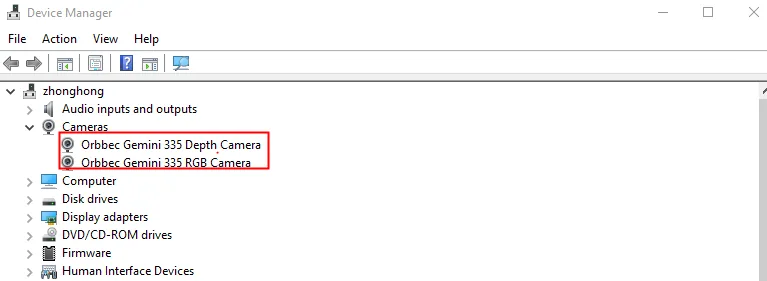 Device Manager
File Action View Help
zhonghong
Audio inputs and outputs
Cameras
Orbbec Gemini 335 Depth Camera
Orbbec Gemini 335 RGB Camera
Computer
Disk drives
Display adapters
DVD/CD-ROM drives
Firmware
Human Interface Devices